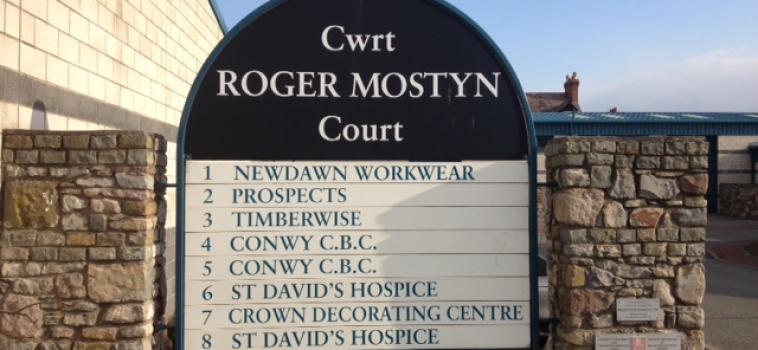 Cwrt
ROGER MOSTYN
Court
1 NEWDAWN WORKWEAR
2 PROSPECTS
3 TIMBERWISE
4 CONWY C.B.C.
5 CONWY C.B.C.
6 ST DAVID'S HOSPICE
7 CROWN DECORATING CENTRE
8 ST DAVID'S HOSPICE